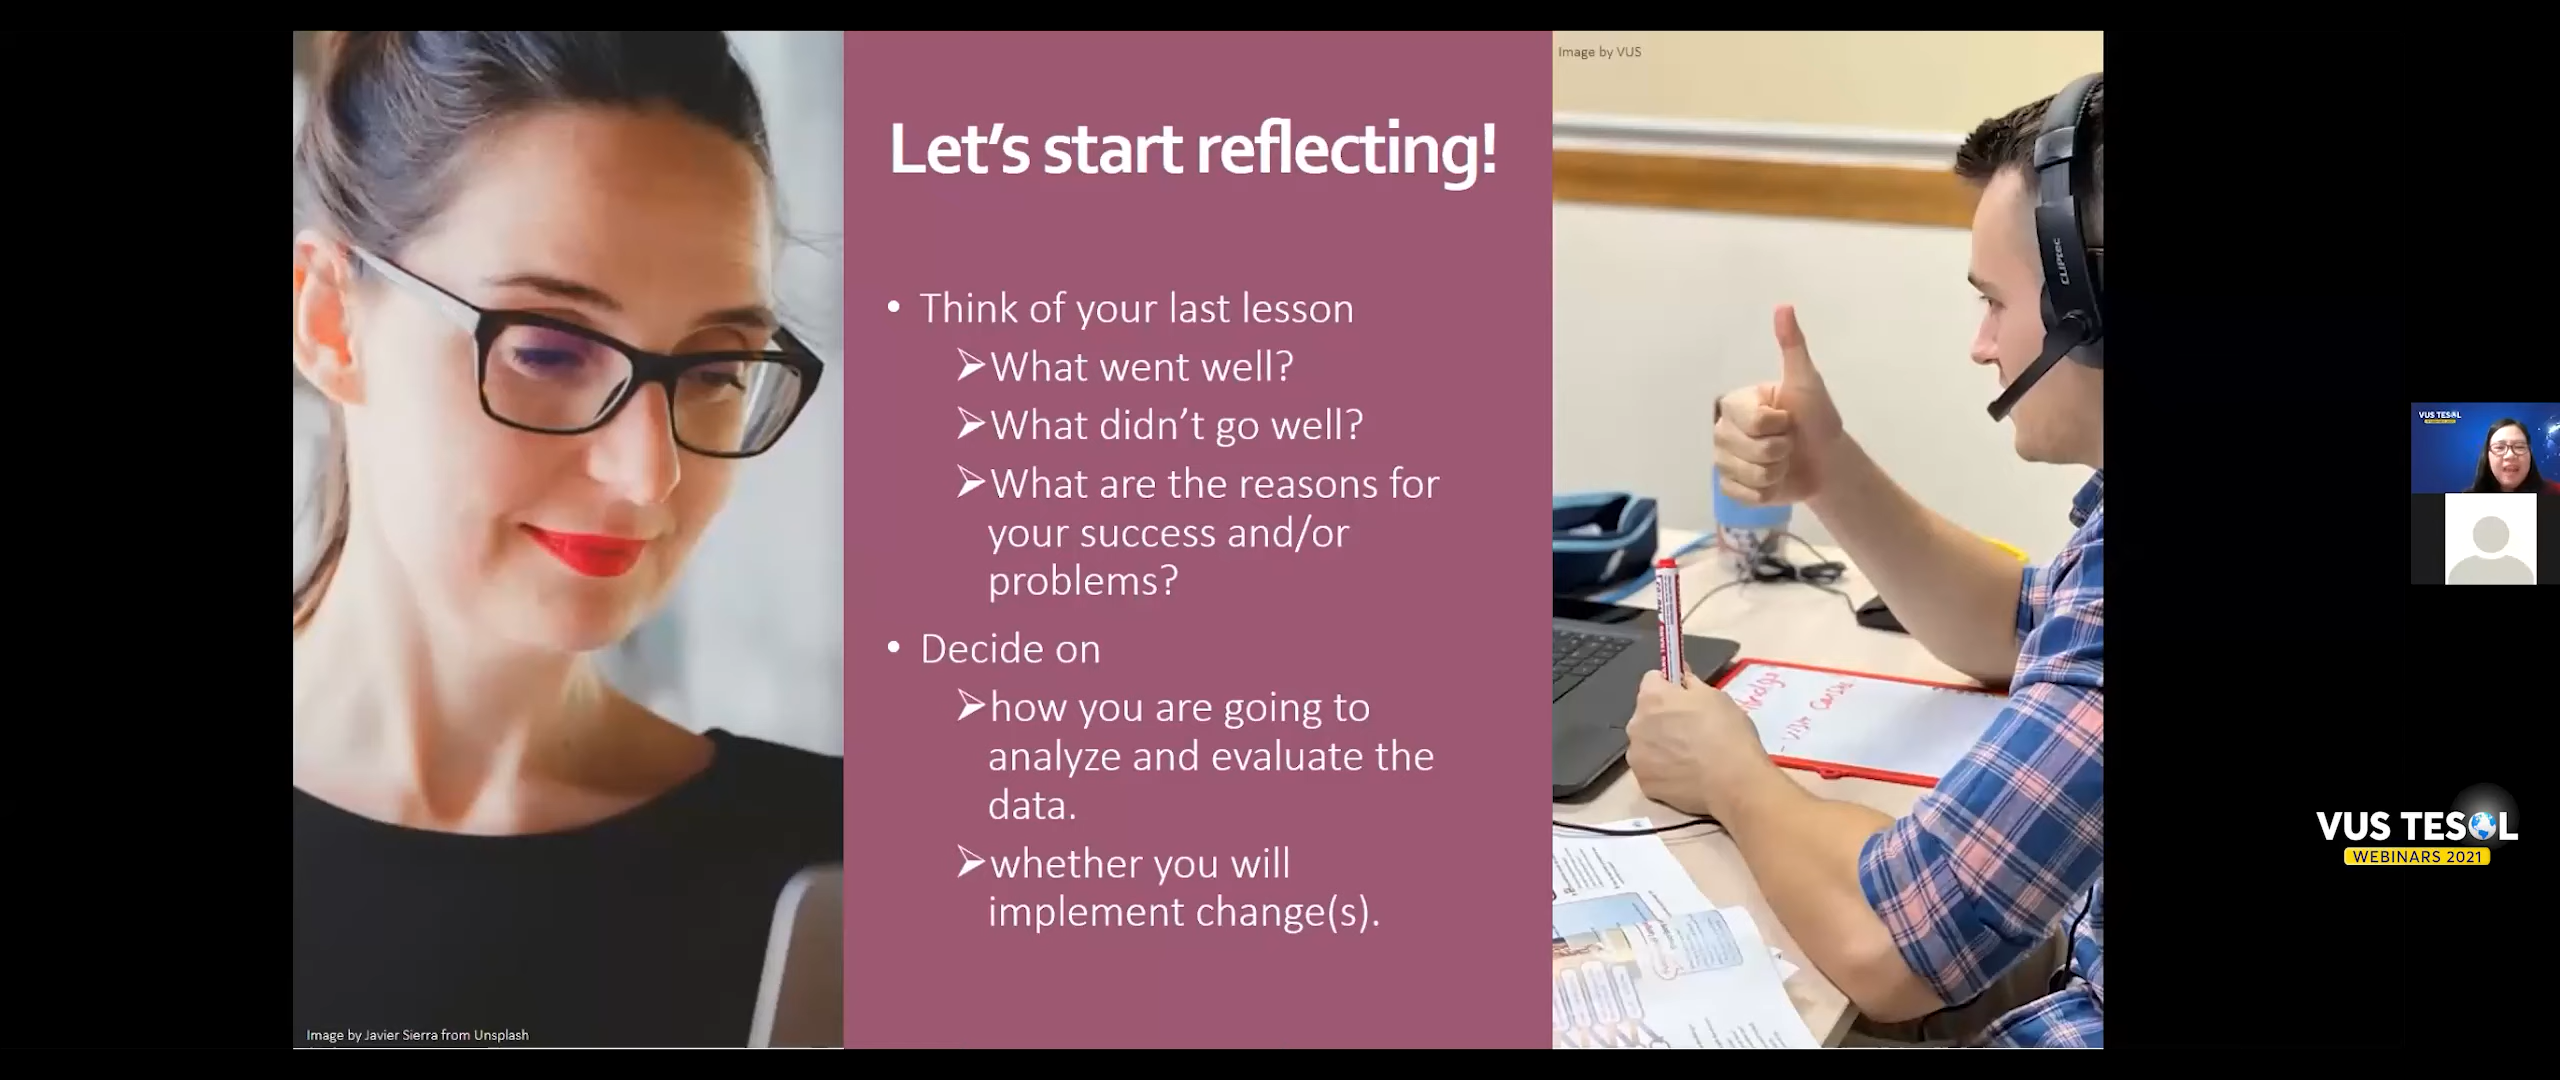 Image by VUS
Let's start reflecting!
• Think of your last lesson
➢What went well?
➢What didn't go well?
➢What are the reasons for
your success and/or
problems?
• Decide on
➢how you are going to
analyze and evaluate the
data.
➢whether you will
implement change(s).
Image by Javier Sierra from Unsplash
CLiPtec
VUS TESOL
VUS TESOL
WEBINARS 2021